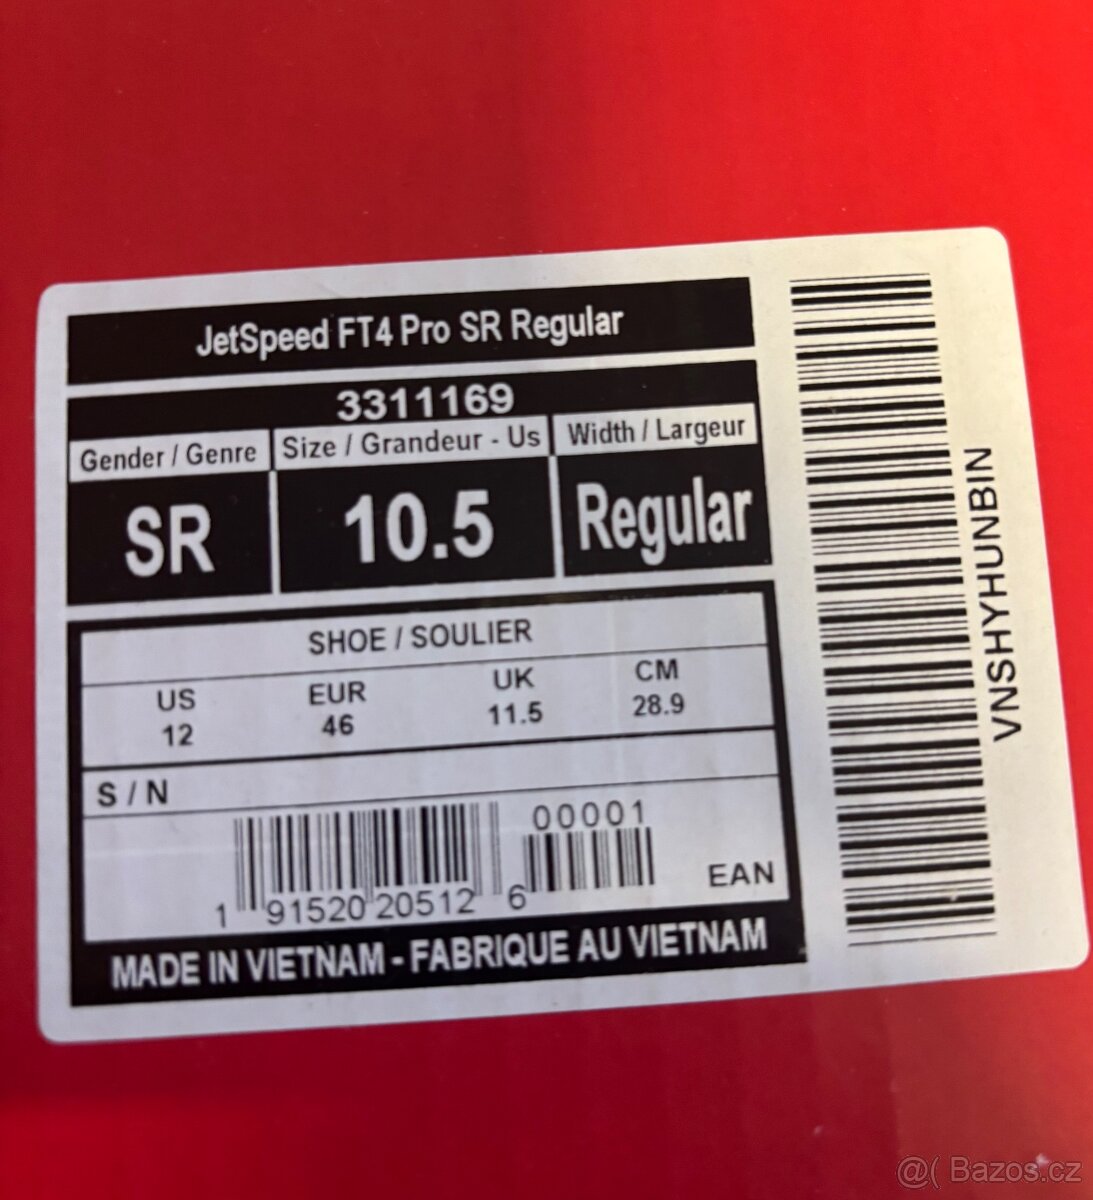 JetSpeed FT4 Pro SR Regular
3311169
Gender / Genre Size / Grandeur - Us Width / Largeur
SR 10.5 Regular
SHOE / SOULIER
US EUR UK CM
12 46 11.5 28.9
S / N
00001
1 91520 20512 6 EAN
MADE IN VIETNAM - FABRIQUE AU VIETNAM
VNSHYHUNBIN
@( Bazos.cz